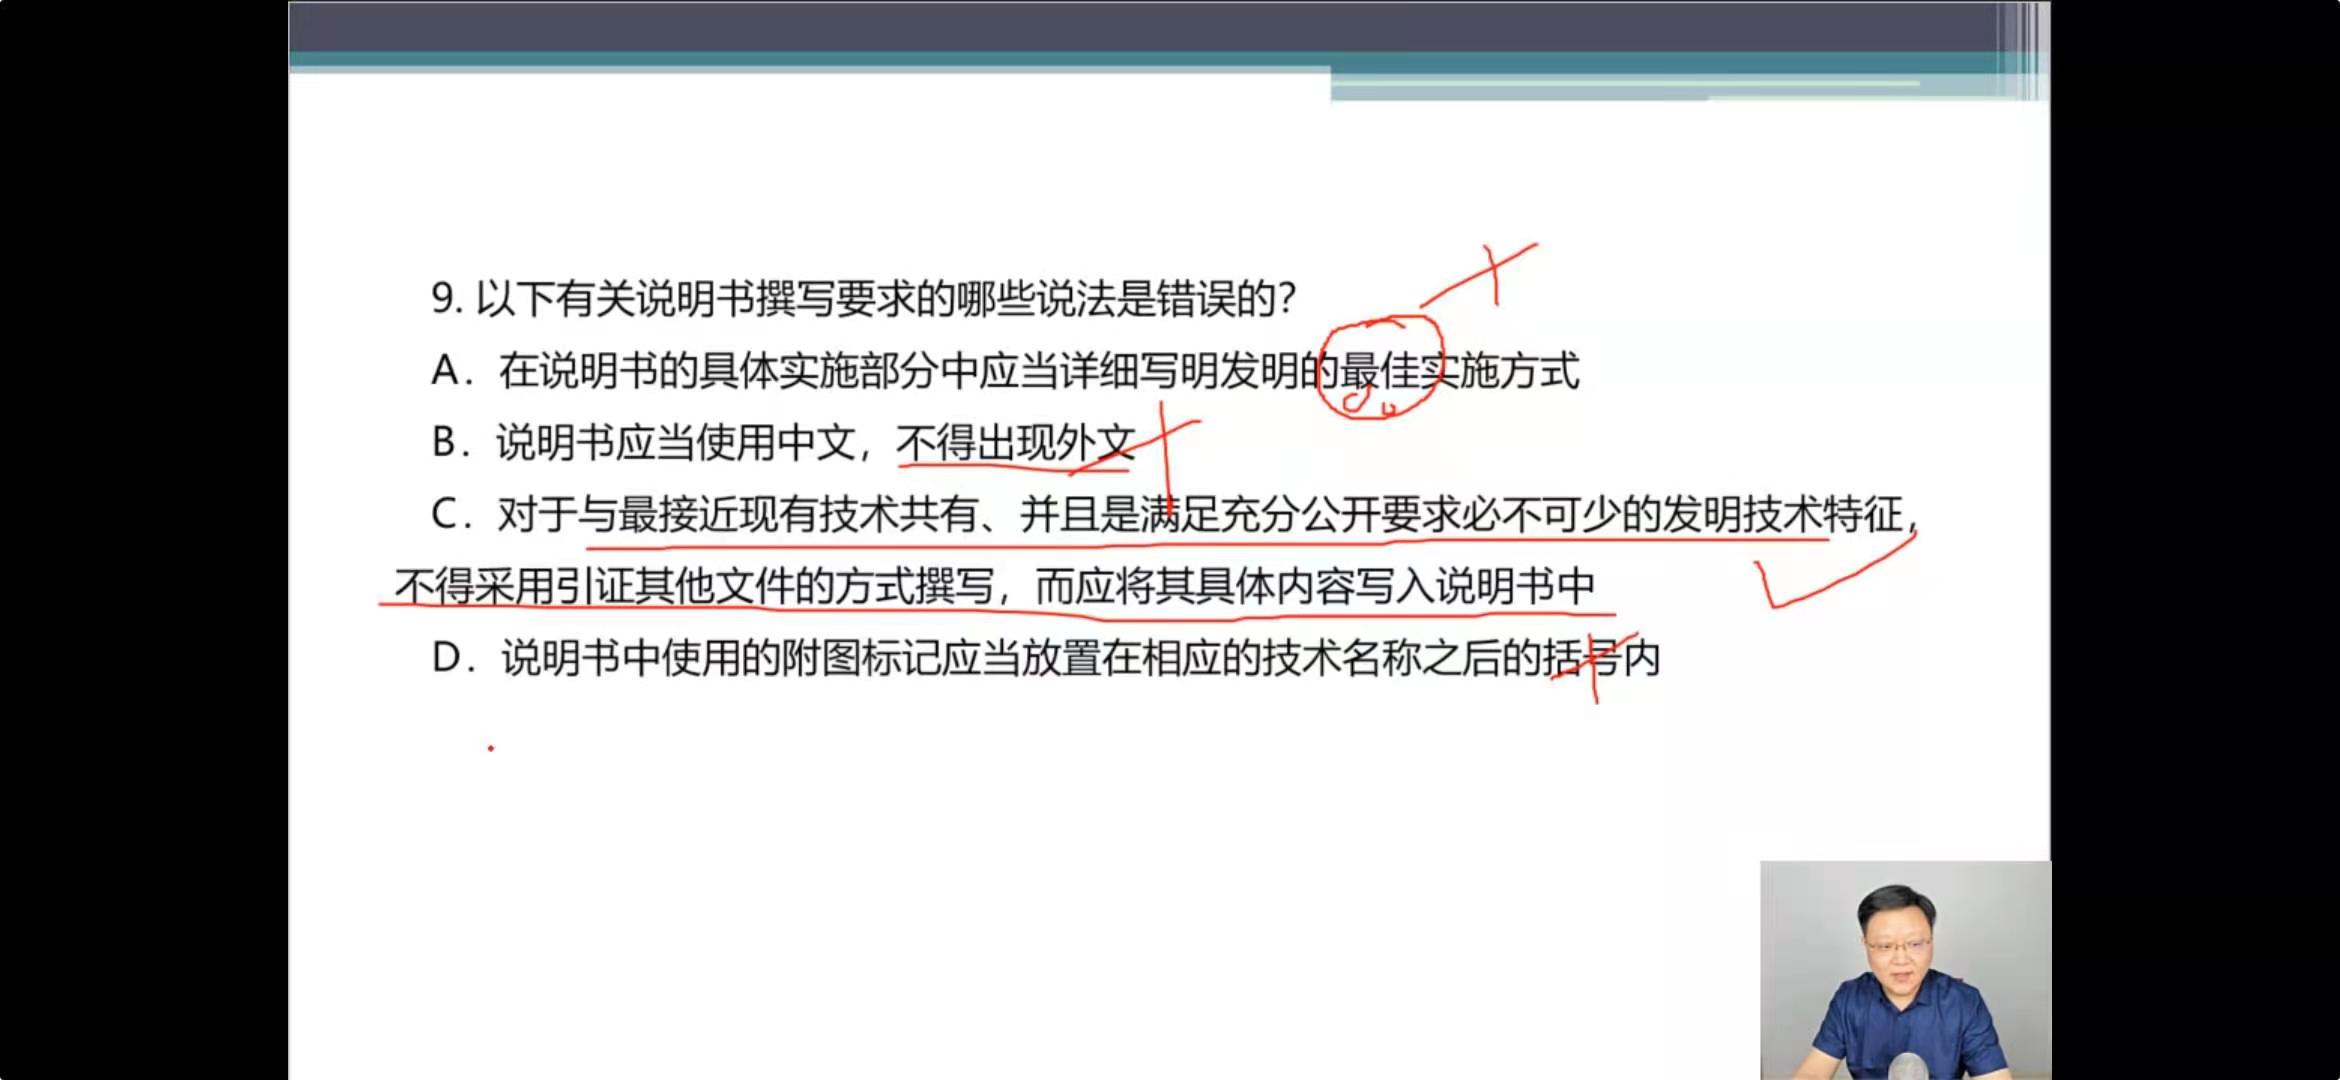 9. 以下有关说明书撰写要求的哪些说法是错误的？
A．在说明书的具体实施部分中应当详细写明发明的最佳实施方式
B．说明书应当使用中文，不得出现外文
C．对于与最接近现有技术共有、并且是满足充分公开要求必不可少的发明技术特征，
不得采用引证其他文件的方式撰写，而应将其具体内容写入说明书中
D．说明书中使用的附图标记应当放置在相应的技术名称之后的括号内